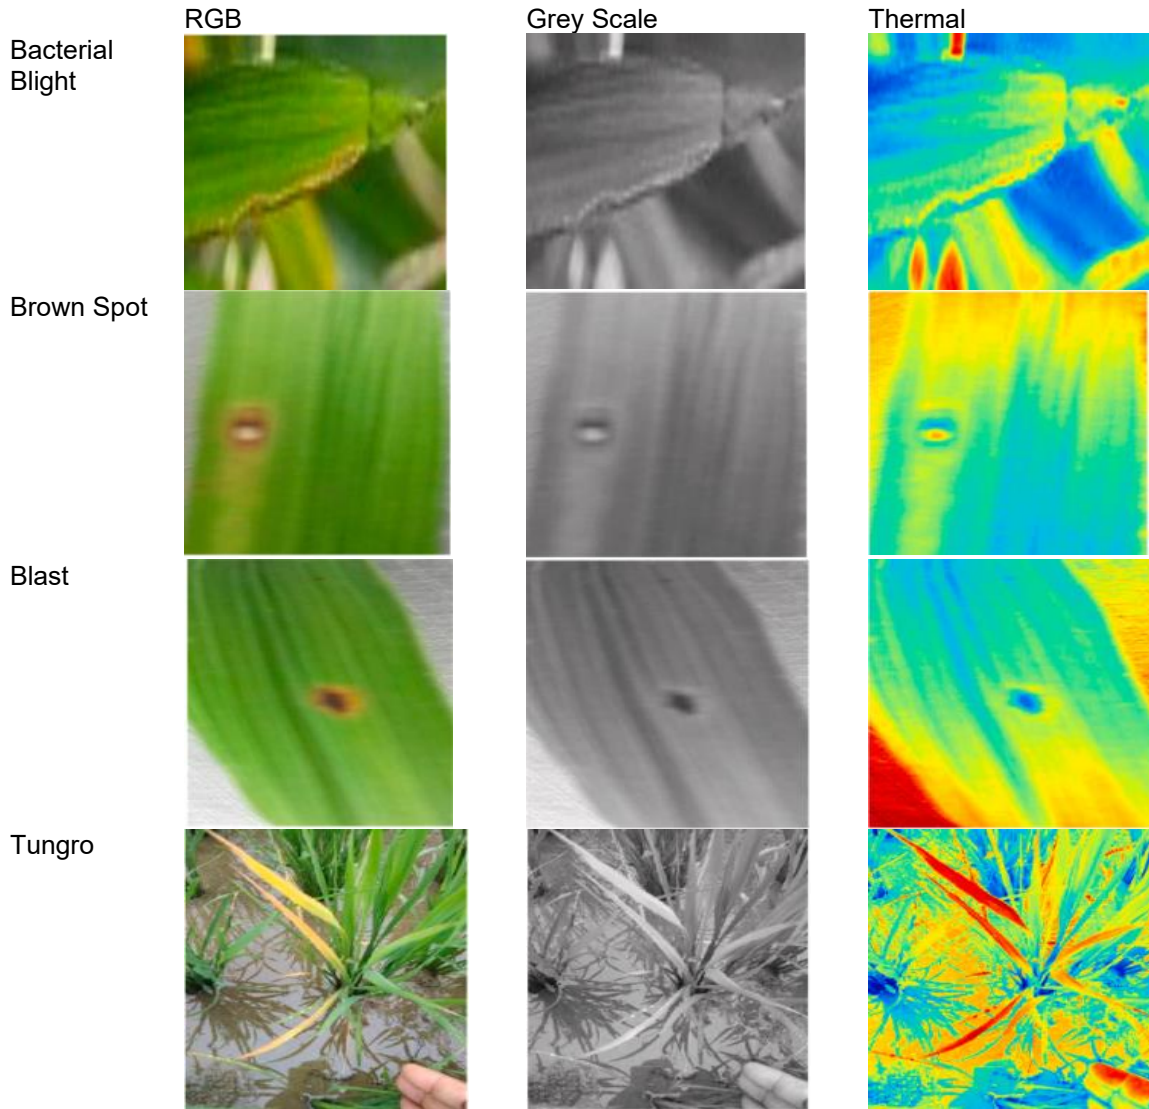 RGB
Grey Scale
Thermal
Bacterial
Blight
Brown Spot
Blast
Tungro